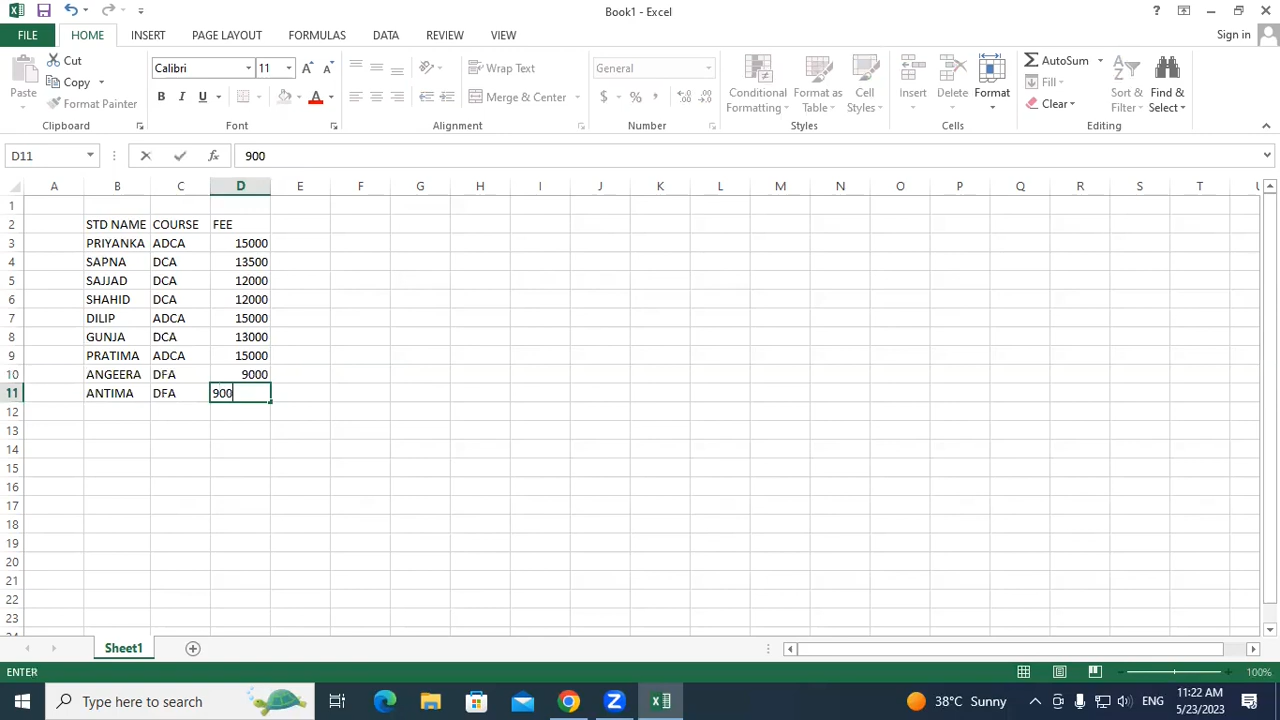 Book1 - Excel
?
FILE HOME INSERT PAGE LAYOUT FORMULAS DATA REVIEW VIEW Sign in
Paste Cut Copy Format Painter Clipboard
Calibri 11 A A B I U A Font
Wrap Text Merge & Center Alignment
General $ % , .00 Number
Conditional Formatting Format as Table Cell Styles Styles
Insert Delete Format Cells
AutoSum Fill Clear Sort & Filter Find & Select Editing
D11 fx 900
A B C D E F G H I J K L M N O P Q R S T
1
2 STD NAME COURSE FEE
3 PRIYANKA ADCA 15000
4 SAPNA DCA 13500
5 SAJJAD DCA 12000
6 SHAHID DCA 12000
7 DILIP ADCA 15000
8 GUNJA DCA 13000
9 PRATIMA ADCA 15000
10 ANGEERA DFA 9000
11 ANTIMA DFA 900
12
13
14
15
16
17
18
19
20
21
22
23
Sheet1
ENTER 100%
Type here to search 38°C Sunny ENG 11:22 AM
5/23/2023